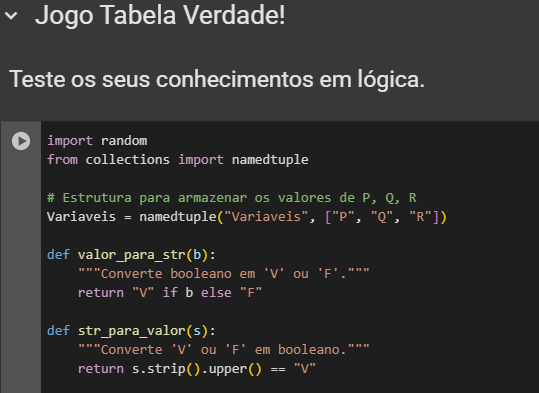 Jogo Tabela Verdade!
Teste os seus conhecimentos em lógica.
import random
from collections import namedtuple
# Estrutura para armazenar os valores de P, Q, R
Variaveis = namedtuple("Variaveis", ["P", "Q", "R"])
def valor_para_str(b):
    """Converte booleano em 'V' ou 'F'."""
    return "V" if b else "F"
def str_para_valor(s):
    """Converte 'V' ou 'F' em booleano."""
    return s.strip().upper() == "V"